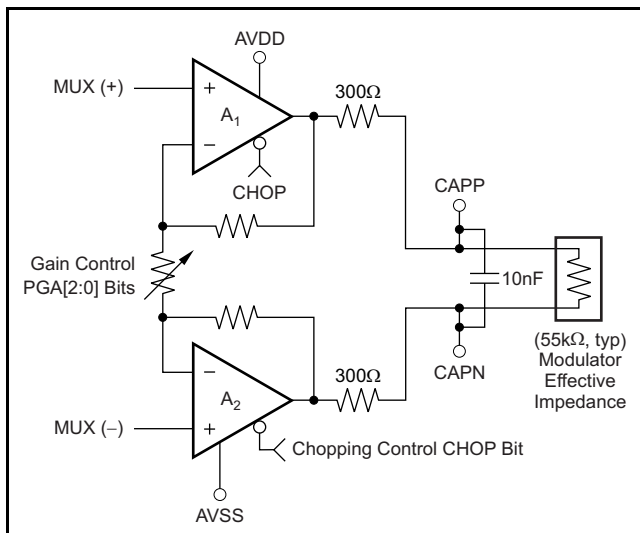 AVDD
MUX (+)
+
A1
−
CHOP
300Ω
CAPP
Gain Control
PGA[2:0] Bits
10nF
(55kΩ, typ)
Modulator
Effective
Impedance
300Ω
CAPN
−
A2
+
MUX (−)
Chopping Control CHOP Bit
AVSS